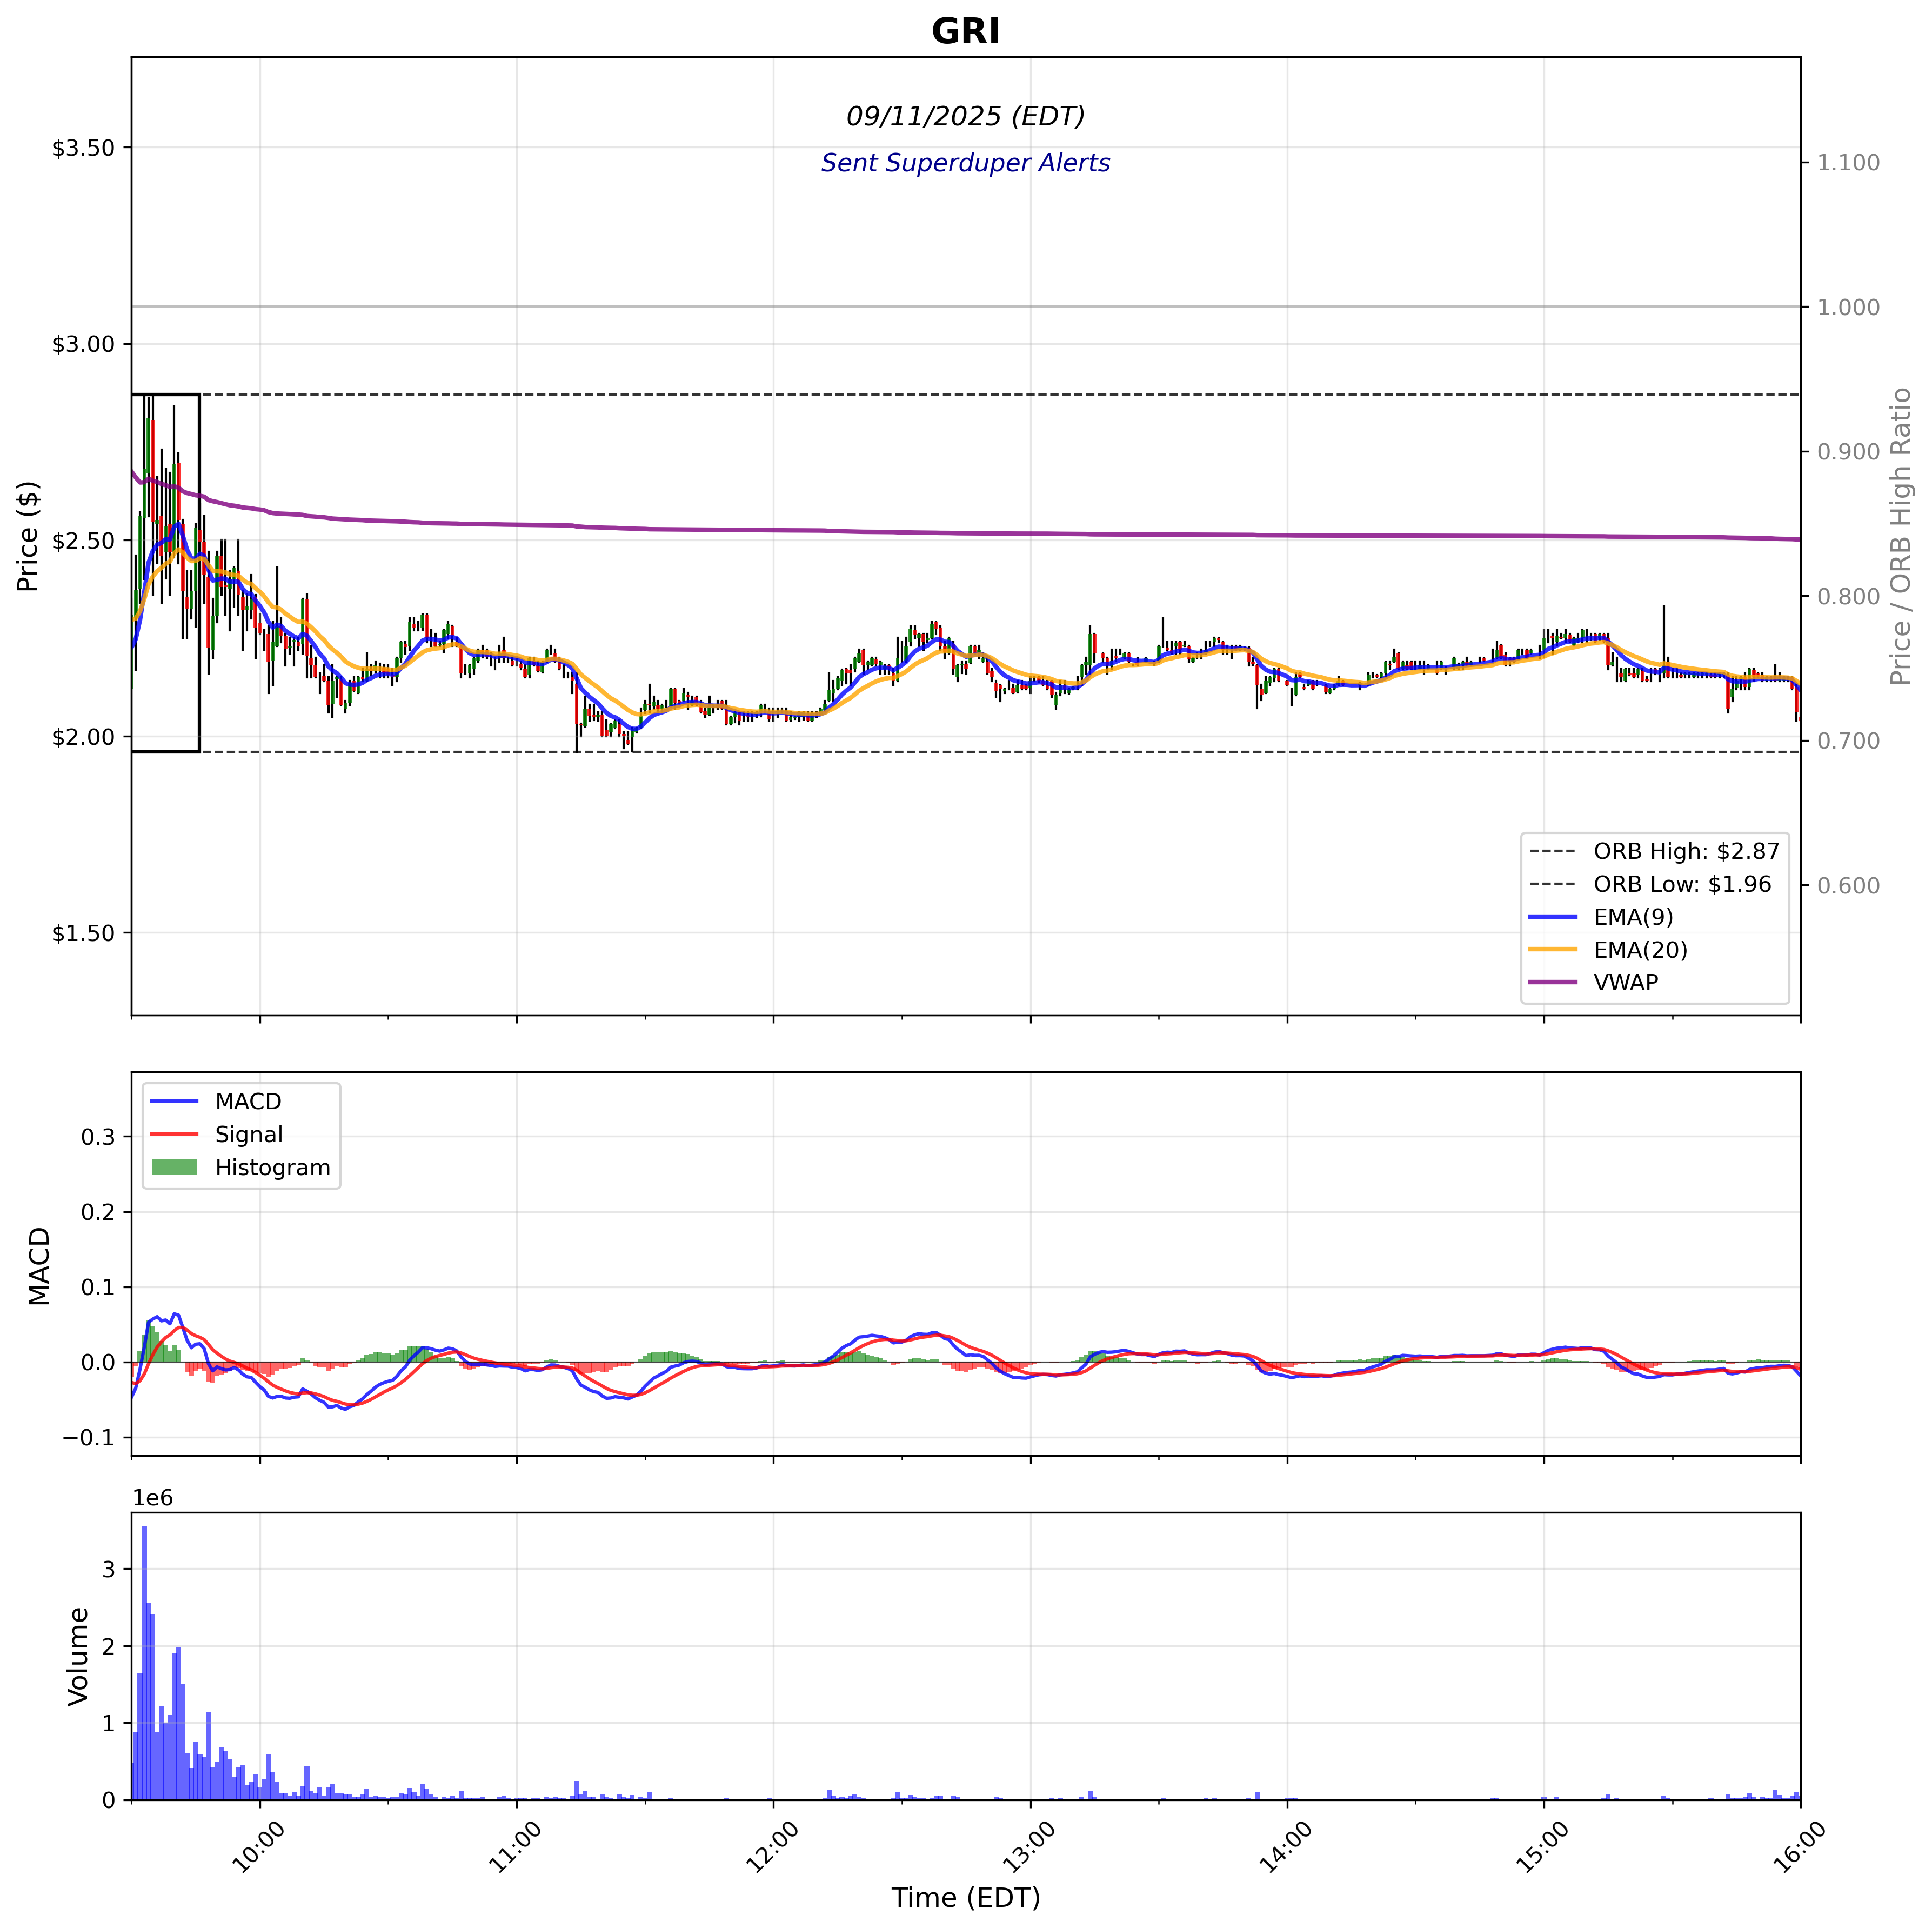 GRI
09/11/2025 (EDT)
Sent Superduper Alerts
$3.50
$3.00
$2.50
$2.00
$1.50
Price ($)
1.100
1.000
0.900
0.800
0.700
0.600
Price / ORB High Ratio
ORB High: $2.87
ORB Low: $1.96
EMA(9)
EMA(20)
VWAP
MACD
Signal
Histogram
0.3
0.2
0.1
0.0
−0.1
MACD
1e6
3
2
1
0
Volume
10:00
11:00
12:00
13:00
14:00
15:00
16:00
Time (EDT)